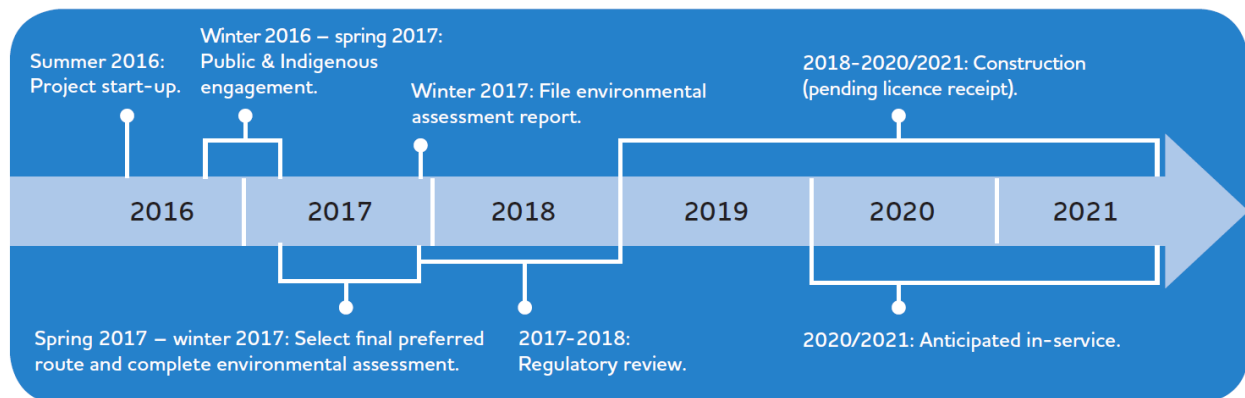 Summer 2016:
Project start-up.
Winter 2016 – spring 2017:
Public & Indigenous
engagement.
Winter 2017: File environmental
assessment report.
2018-2020/2021: Construction
(pending licence receipt).
2016
2017
2018
2019
2020
2021
Spring 2017 – winter 2017: Select final preferred
route and complete environmental assessment.
2017-2018:
Regulatory review.
2020/2021: Anticipated in-service.